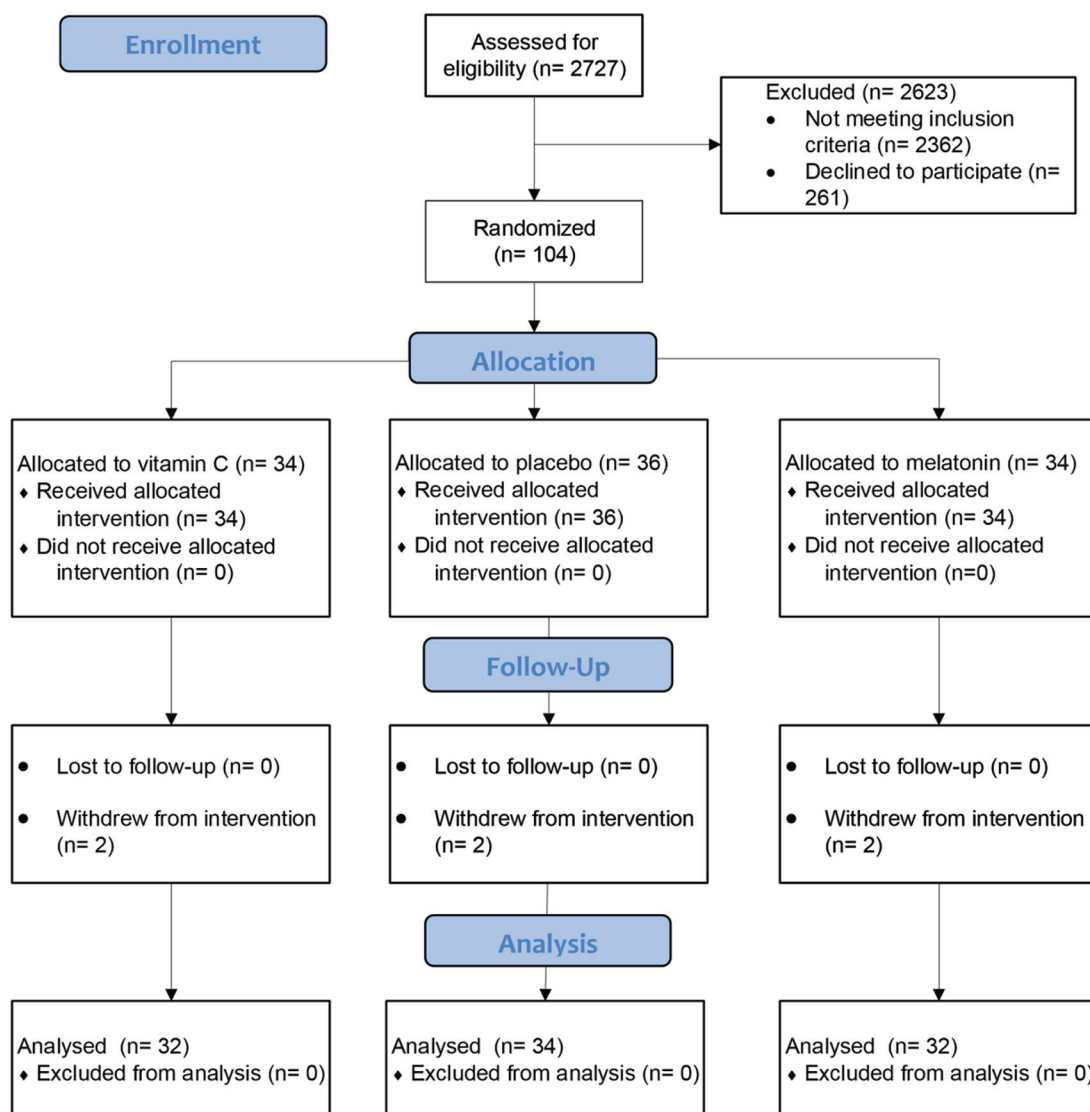 Enrollment
Assessed for
eligibility (n= 2727)
Excluded (n= 2623)
• Not meeting inclusion
criteria (n= 2362)
• Declined to participate (n=
261)
Randomized
(n= 104)
Allocation
Allocated to vitamin C (n= 34)
♦ Received allocated
intervention (n= 34)
♦ Did not receive allocated
intervention (n= 0)
Allocated to placebo (n= 36)
♦ Received allocated
intervention (n= 36)
♦ Did not receive allocated
intervention (n= 0)
Allocated to melatonin (n= 34)
♦ Received allocated
intervention (n= 34)
♦ Did not receive allocated
intervention (n=0)
Follow-Up
• Lost to follow-up (n= 0)
• Withdrew from intervention
(n= 2)
• Lost to follow-up (n= 0)
• Withdrew from intervention
(n= 2)
• Lost to follow-up (n= 0)
• Withdrew from intervention
(n= 2)
Analysis
Analysed (n= 32)
♦ Excluded from analysis (n= 0)
Analysed (n= 34)
♦ Excluded from analysis (n= 0)
Analysed (n= 32)
♦ Excluded from analysis (n= 0)